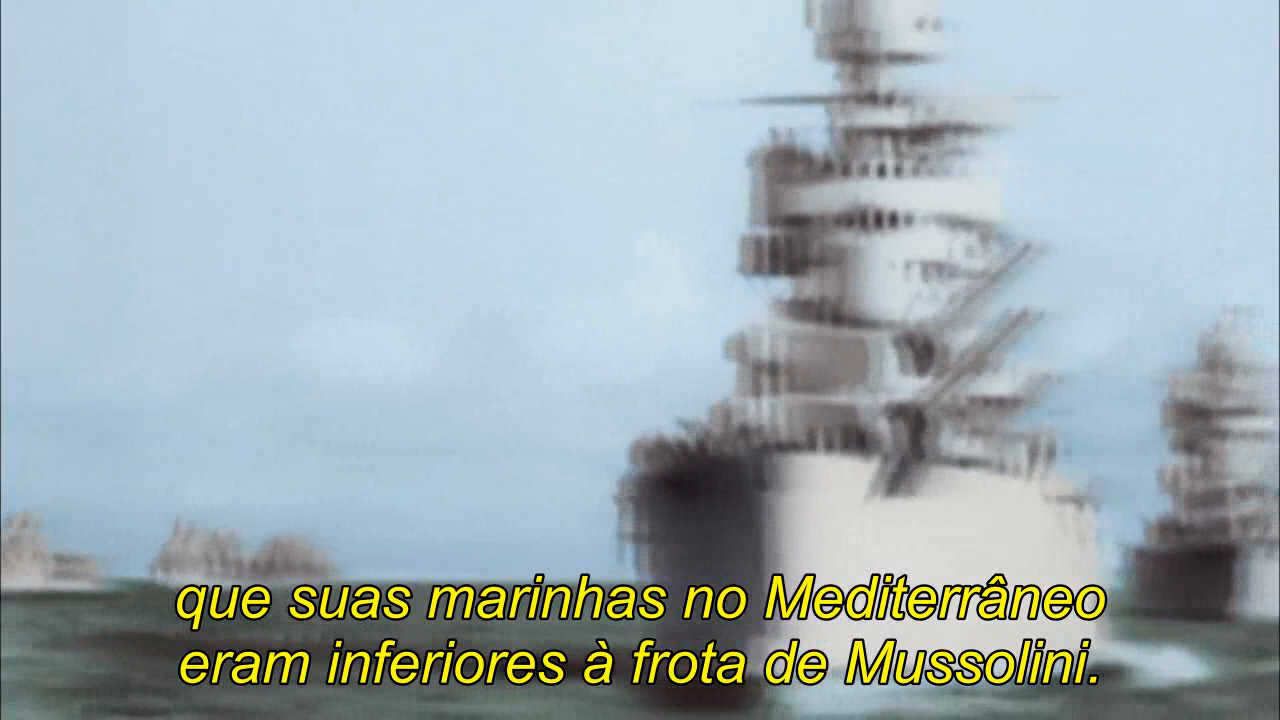 que suas marinhas no Mediterrâneo
eram inferiores à frota de Mussolini.